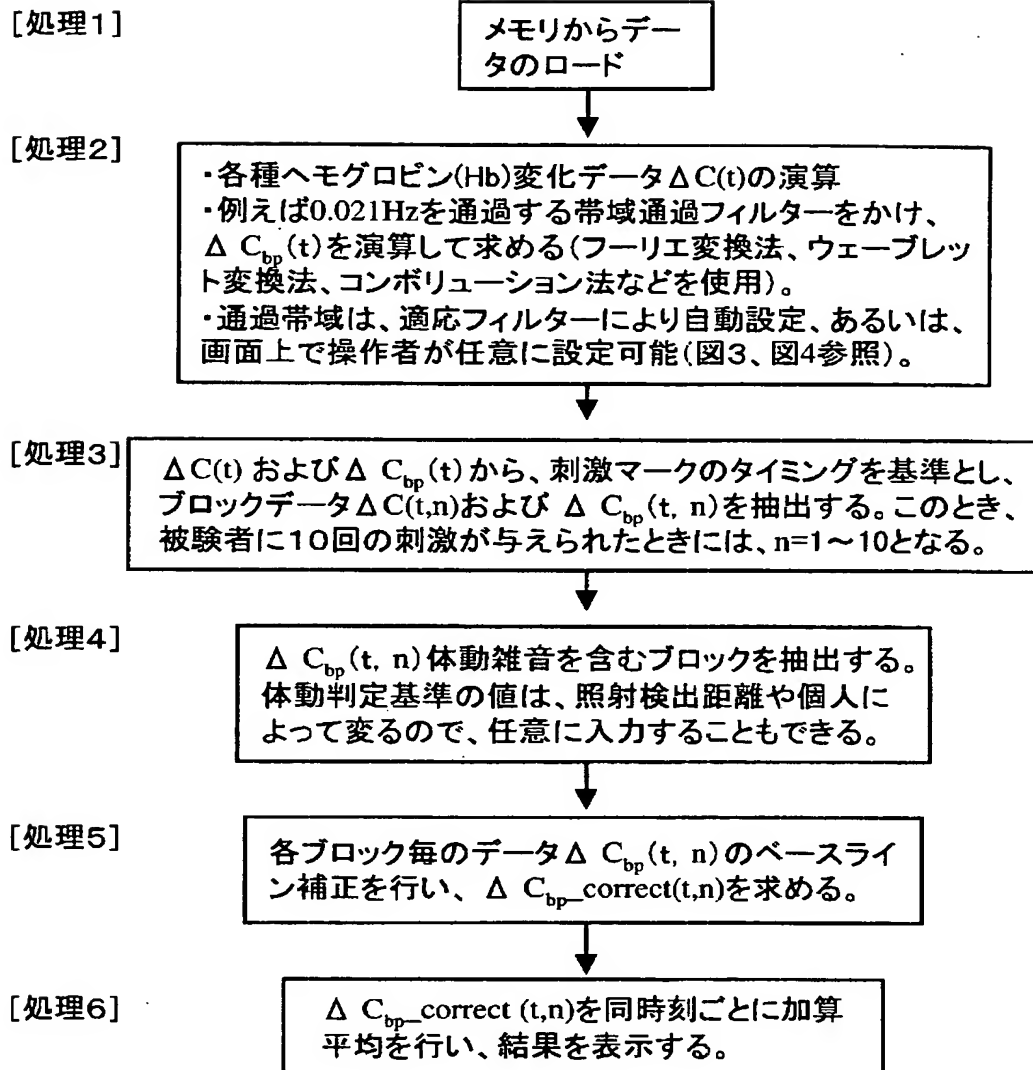 [処理1]
メモリからデー
タのロード
[処理2]
・各種ヘモグロビン(Hb)変化データΔC(t)の演算
・例えば0.021Hzを通過する帯域通過フィルターをかけ、
Δ Cbp(t)を演算して求める(フーリエ変換法、ウェーブレッ
ト変換法、コンボリューション法などを使用)。
・通過帯域は、適応フィルターにより自動設定、あるいは、
画面上で操作者が任意に設定可能(図3、図4参照)。
[処理3]
ΔC(t) およびΔ Cbp(t)から、刺激マークのタイミングを基準とし、
ブロックデータΔC(t,n)および Δ Cbp(t, n)を抽出する。このとき、
被験者に10回の刺激が与えられたときには、n=1~10となる。
[処理4]
Δ Cbp(t, n)体動雑音を含むブロックを抽出する。
体動判定基準の値は、照射検出距離や個人に
よって変るので、任意に入力することもできる。
[処理5]
各ブロック毎のデータΔ Cbp(t, n)のベースライ
ン補正を行い、Δ Cbp_correct(t,n)を求める。
[処理6]
Δ Cbp_correct (t,n)を同時刻ごとに加算
平均を行い、結果を表示する。